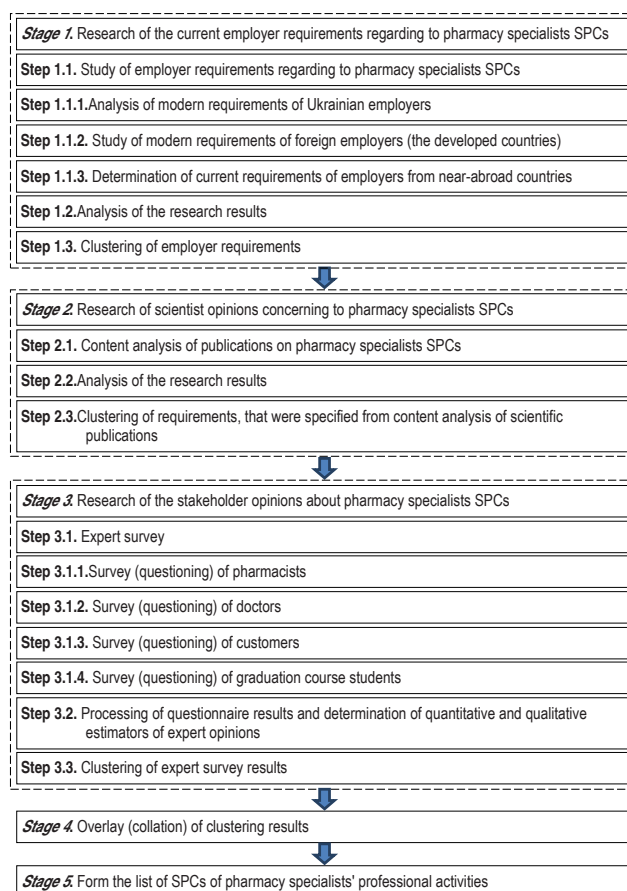 Stage 1. Research of the current employer requirements regarding to pharmacy specialists SPCs
Step 1.1. Study of employer requirements regarding to pharmacy specialists SPCs
Step 1.1.1.Analysis of modern requirements of Ukrainian employers
Step 1.1.2. Study of modern requirements of foreign employers (the developed countries)
Step 1.1.3. Determination of current requirements of employers from near-abroad countries
Step 1.2.Analysis of the research results
Step 1.3. Clustering of employer requirements
Stage 2. Research of scientist opinions concerning to pharmacy specialists SPCs
Step 2.1. Content analysis of publications on pharmacy specialists SPCs
Step 2.2.Analysis of the research results
Step 2.3.Clustering of requirements, that were specified from content analysis of scientific
publications
Stage 3. Research of the stakeholder opinions about pharmacy specialists SPCs
Step 3.1. Expert survey
Step 3.1.1.Survey (questioning) of pharmacists
Step 3.1.2. Survey (questioning) of doctors
Step 3.1.3. Survey (questioning) of customers
Step 3.1.4. Survey (questioning) of graduation course students
Step 3.2. Processing of questionnaire results and determination of quantitative and qualitative
estimators of expert opinions
Step 3.3. Clustering of expert survey results
Stage 4. Overlay (collation) of clustering results
Stage 5. Form the list of SPCs of pharmacy specialists' professional activities